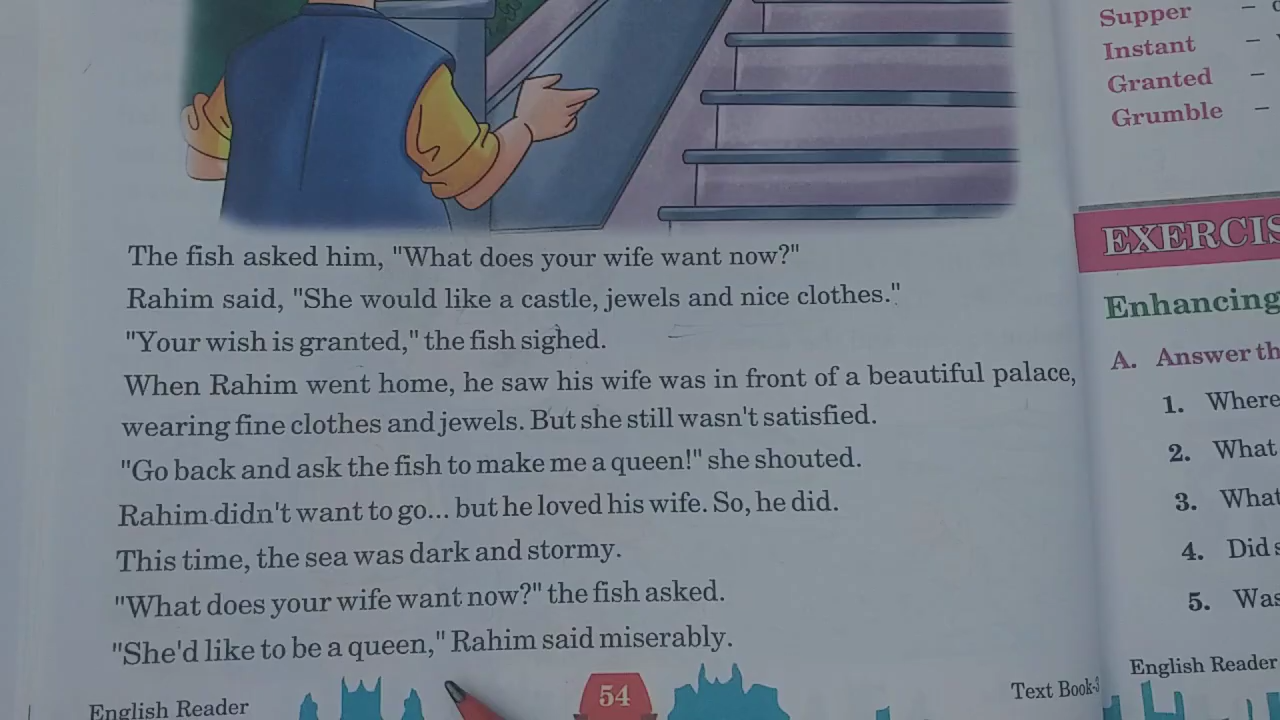 The fish asked him, "What does your wife want now?"
Rahim said, "She would like a castle, jewels and nice clothes."
"Your wish is granted," the fish sighed.
When Rahim went home, he saw his wife was in front of a beautiful palace,
wearing fine clothes and jewels. But she still wasn't satisfied.
"Go back and ask the fish to make me a queen!" she shouted.
Rahim didn't want to go... but he loved his wife. So, he did.
This time, the sea was dark and stormy.
"What does your wife want now?" the fish asked.
"She'd like to be a queen," Rahim said miserably.
English Reader
54
Text Book-3
Supper –
Instant –
Granted –
Grumble –
Enhancing
A. Answer
1. Where
2. What
3. What
4. Did
5. Was
English Reader